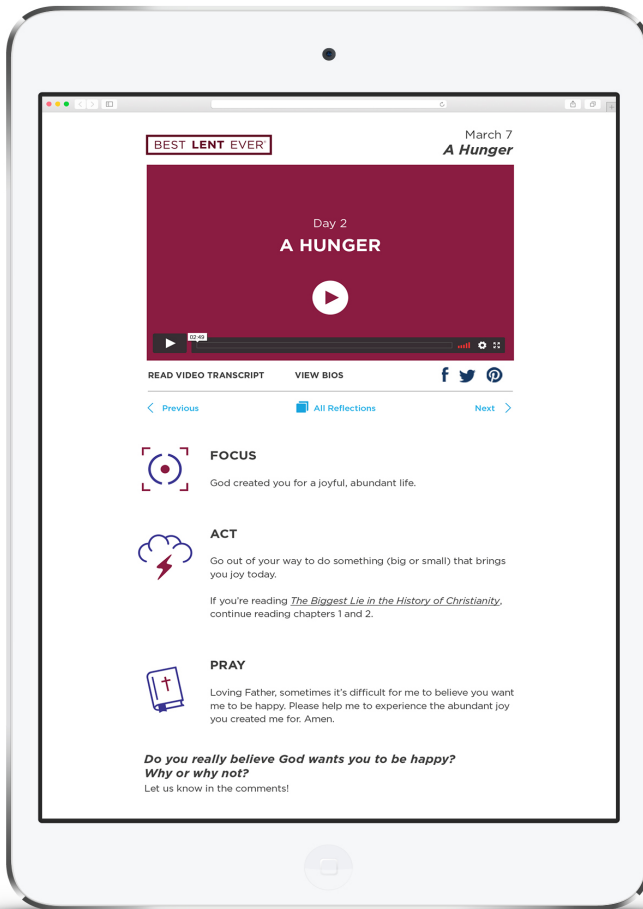 BEST LENT EVER®
March 7
A Hunger
Day 2
A HUNGER
02:49
READ VIDEO TRANSCRIPT
VIEW BIOS
Previous
All Reflections
Next
FOCUS
God created you for a joyful, abundant life.
ACT
Go out of your way to do something (big or small) that brings
you joy today.
If you're reading The Biggest Lie in the History of Christianity,
continue reading chapters 1 and 2.
PRAY
Loving Father, sometimes it's difficult for me to believe you want
me to be happy. Please help me to experience the abundant joy
you created me for. Amen.
Do you really believe God wants you to be happy?
Why or why not?
Let us know in the comments!